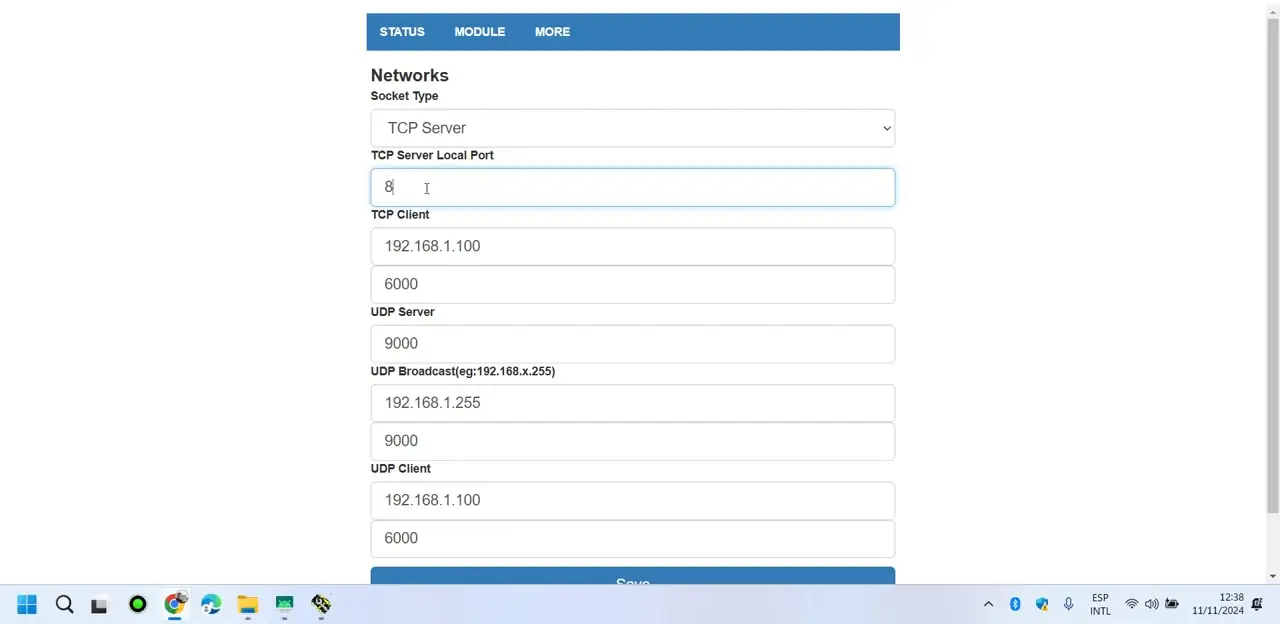 STATUS MODULE MORE
Networks
Socket Type
TCP Server
TCP Server Local Port
8
TCP Client
192.168.1.100
6000
UDP Server
9000
UDP Broadcast(eg:192.168.x.255)
192.168.1.255
9000
UDP Client
192.168.1.100
6000
Save
ESP
INTL
12:38
11/11/2024